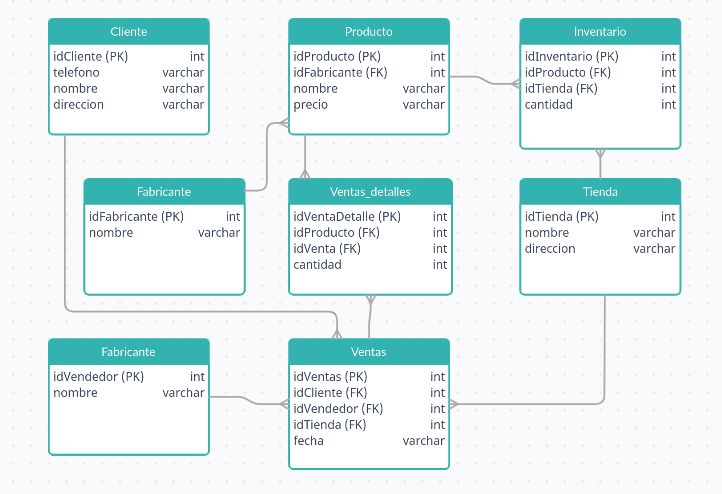 Cliente
idCliente (PK) int
telefono varchar
nombre varchar
direccion varchar
Producto
idProducto (PK) int
idFabricante (FK) int
nombre varchar
precio varchar
Inventario
idInventario (PK) int
idProducto (FK) int
idTienda (FK) int
cantidad int
Fabricante
idFabricante (PK) int
nombre varchar
Ventas_detalles
idVentaDetalle (PK) int
idProducto (FK) int
idVenta (FK) int
cantidad int
Tienda
idTienda (PK) int
nombre varchar
direccion varchar
Fabricante
idVendedor (PK) int
nombre varchar
Ventas
idVentas (PK) int
idCliente (FK) int
idVendedor (FK) int
idTienda (FK) int
fecha varchar